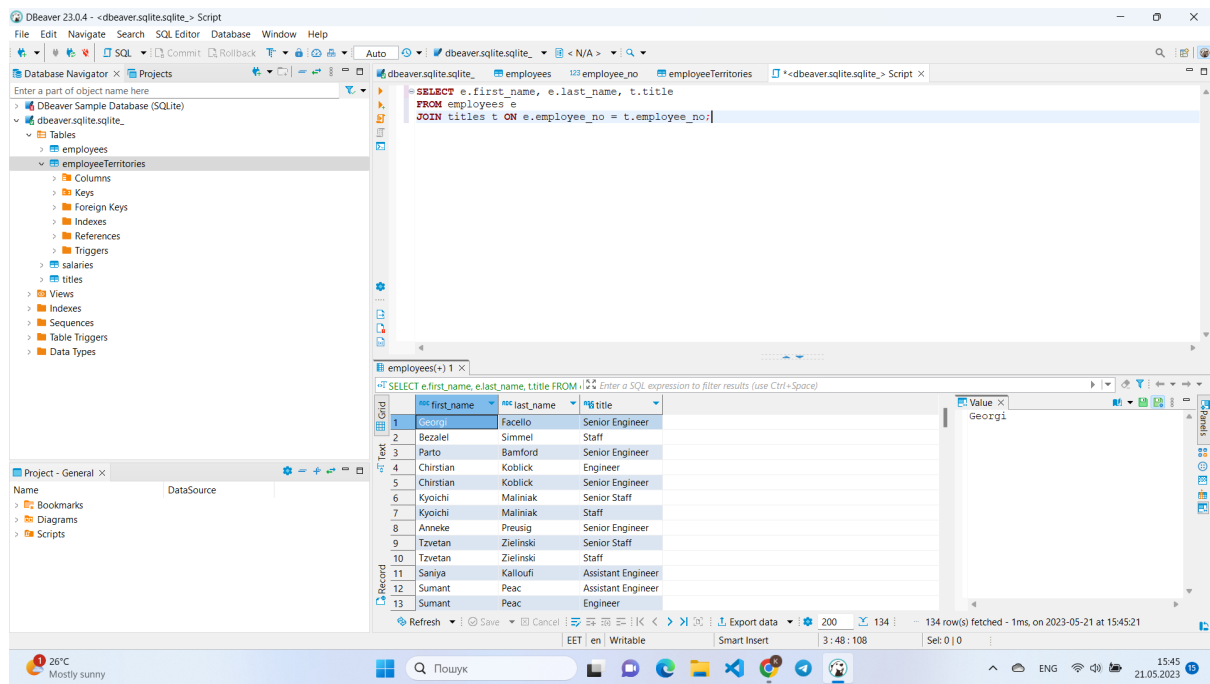 DBeaver 23.0.4 - <dbeaver.sqlite.sqlite_> Script
File Edit Navigate Search SQL Editor Database Window Help
SQL Commit Rollback Auto dbeaver.sqlite.sqlite_ < N/A >
Database Navigator Projects
Enter a part of object name here
DBeaver Sample Database (SQLite)
dbeaver.sqlite.sqlite_
Tables
employees
employeeTerritories
Columns
Keys
Foreign Keys
Indexes
References
Triggers
salaries
titles
Views
Indexes
Sequences
Table Triggers
Data Types
Project - General
Name DataSource
Bookmarks
Diagrams
Scripts
dbeaver.sqlite.sqlite_ employees 123 employee_no employeeTerritories *<dbeaver.sqlite.sqlite_> Script
SELECT e.first_name, e.last_name, t.title
FROM employees e
JOIN titles t ON e.employee_no = t.employee_no;
employees(+) 1
SELECT e.first_name, e.last_name, t.title FROM Enter a SQL expression to filter results (use Ctrl+Space)
Grid
Text
Record
first_name last_name title
1 Georgi Facello Senior Engineer
2 Bezalel Simmel Staff
3 Parto Bamford Senior Engineer
4 Chirstian Koblick Engineer
5 Chirstian Koblick Senior Engineer
6 Kyoichi Maliniak Senior Staff
7 Kyoichi Maliniak Staff
8 Anneke Preusig Senior Engineer
9 Tzvetan Zielinski Senior Staff
10 Tzvetan Zielinski Staff
11 Saniya Kalloufi Assistant Engineer
12 Sumant Peac Assistant Engineer
13 Sumant Peac Engineer
Value
Georgi
Panels
Refresh Save Cancel Export data 200 134 134 row(s) fetched - 1ms, on 2023-05-21 at 15:45:21
EET en Writable Smart Insert 3 : 48 : 108 Sel: 0 | 0
1
26°C
Mostly sunny
Пошук
K
ENG
15:45
21.05.2023
15